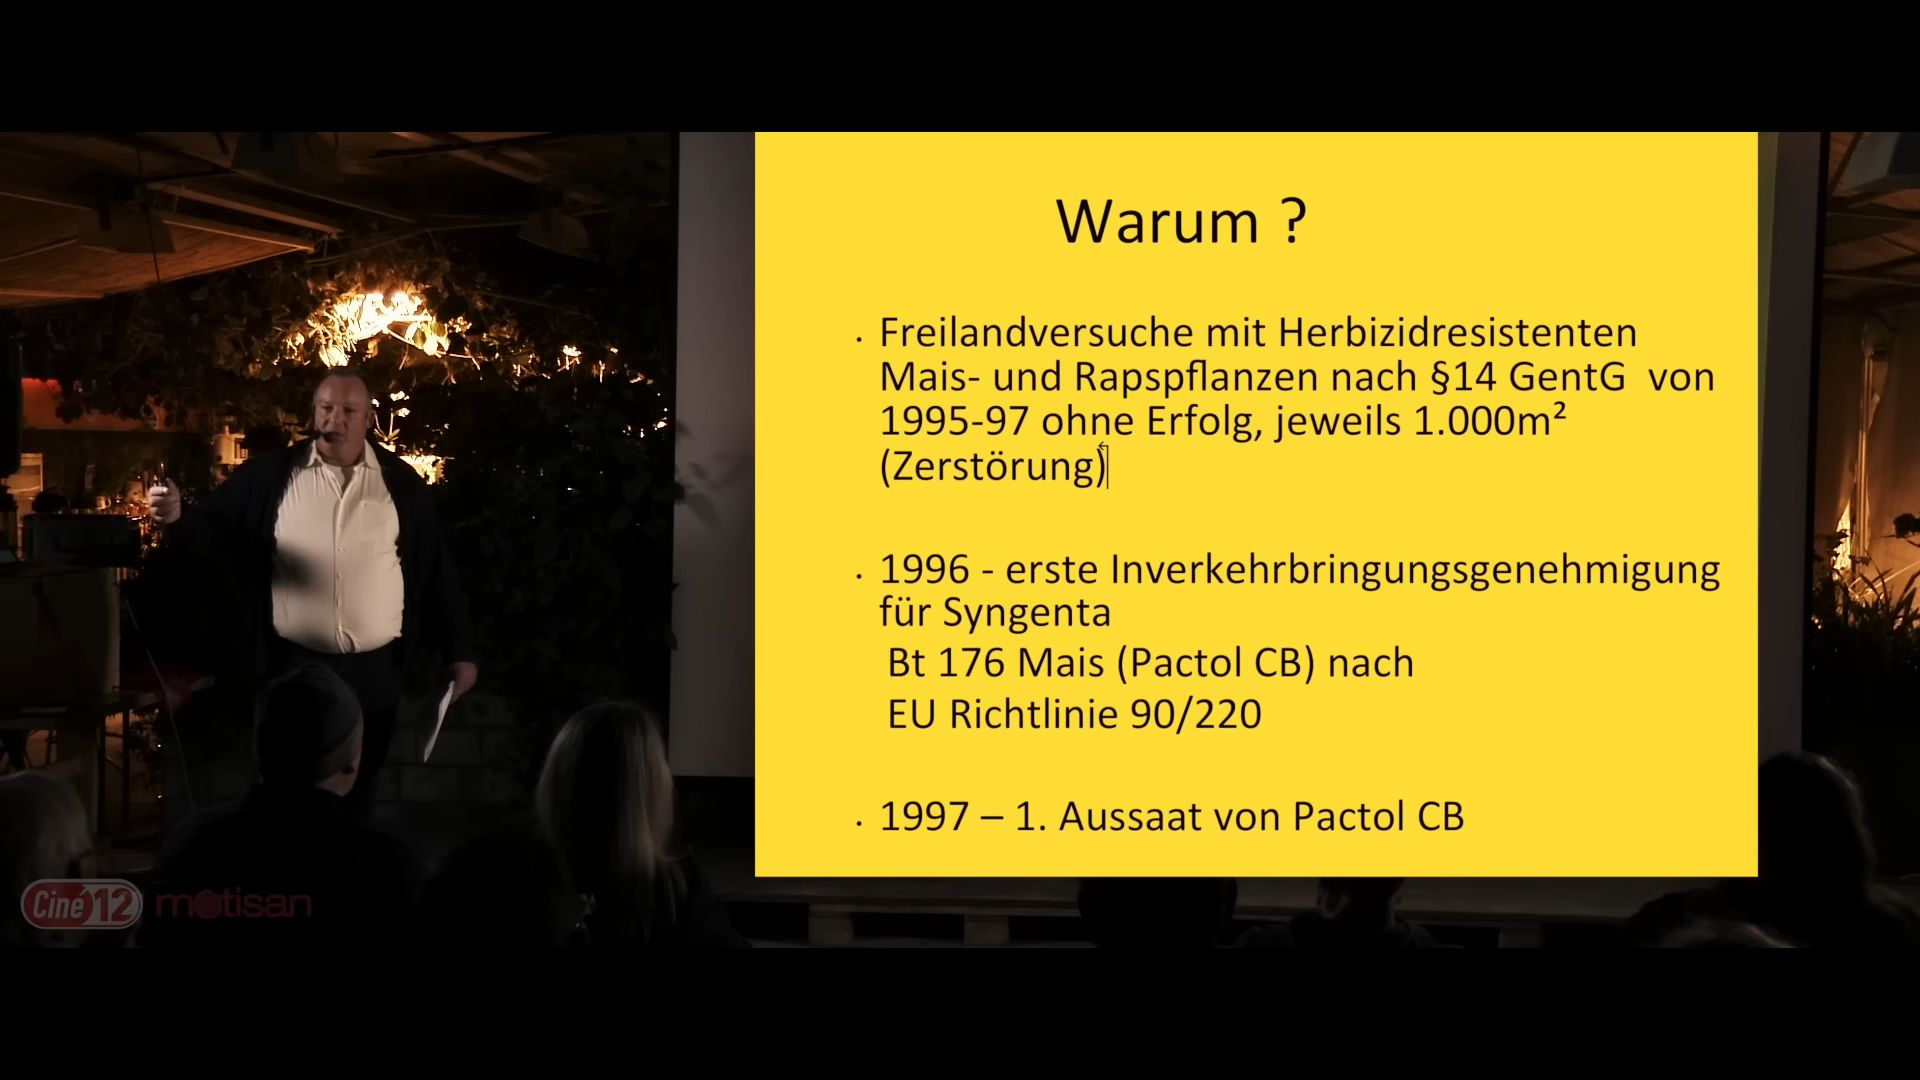 Warum ?
· Freilandversuche mit Herbizidresistenten
Mais- und Rapspflanzen nach §14 GentG von
1995-97 ohne Erfolg, jeweils 1.000m²
(Zerstörung)
· 1996 - erste Inverkehrbringungsgenehmigung
für Syngenta
Bt 176 Mais (Pactol CB) nach
EU Richtlinie 90/220
· 1997 – 1. Aussaat von Pactol CB
Ciné 12 motisan